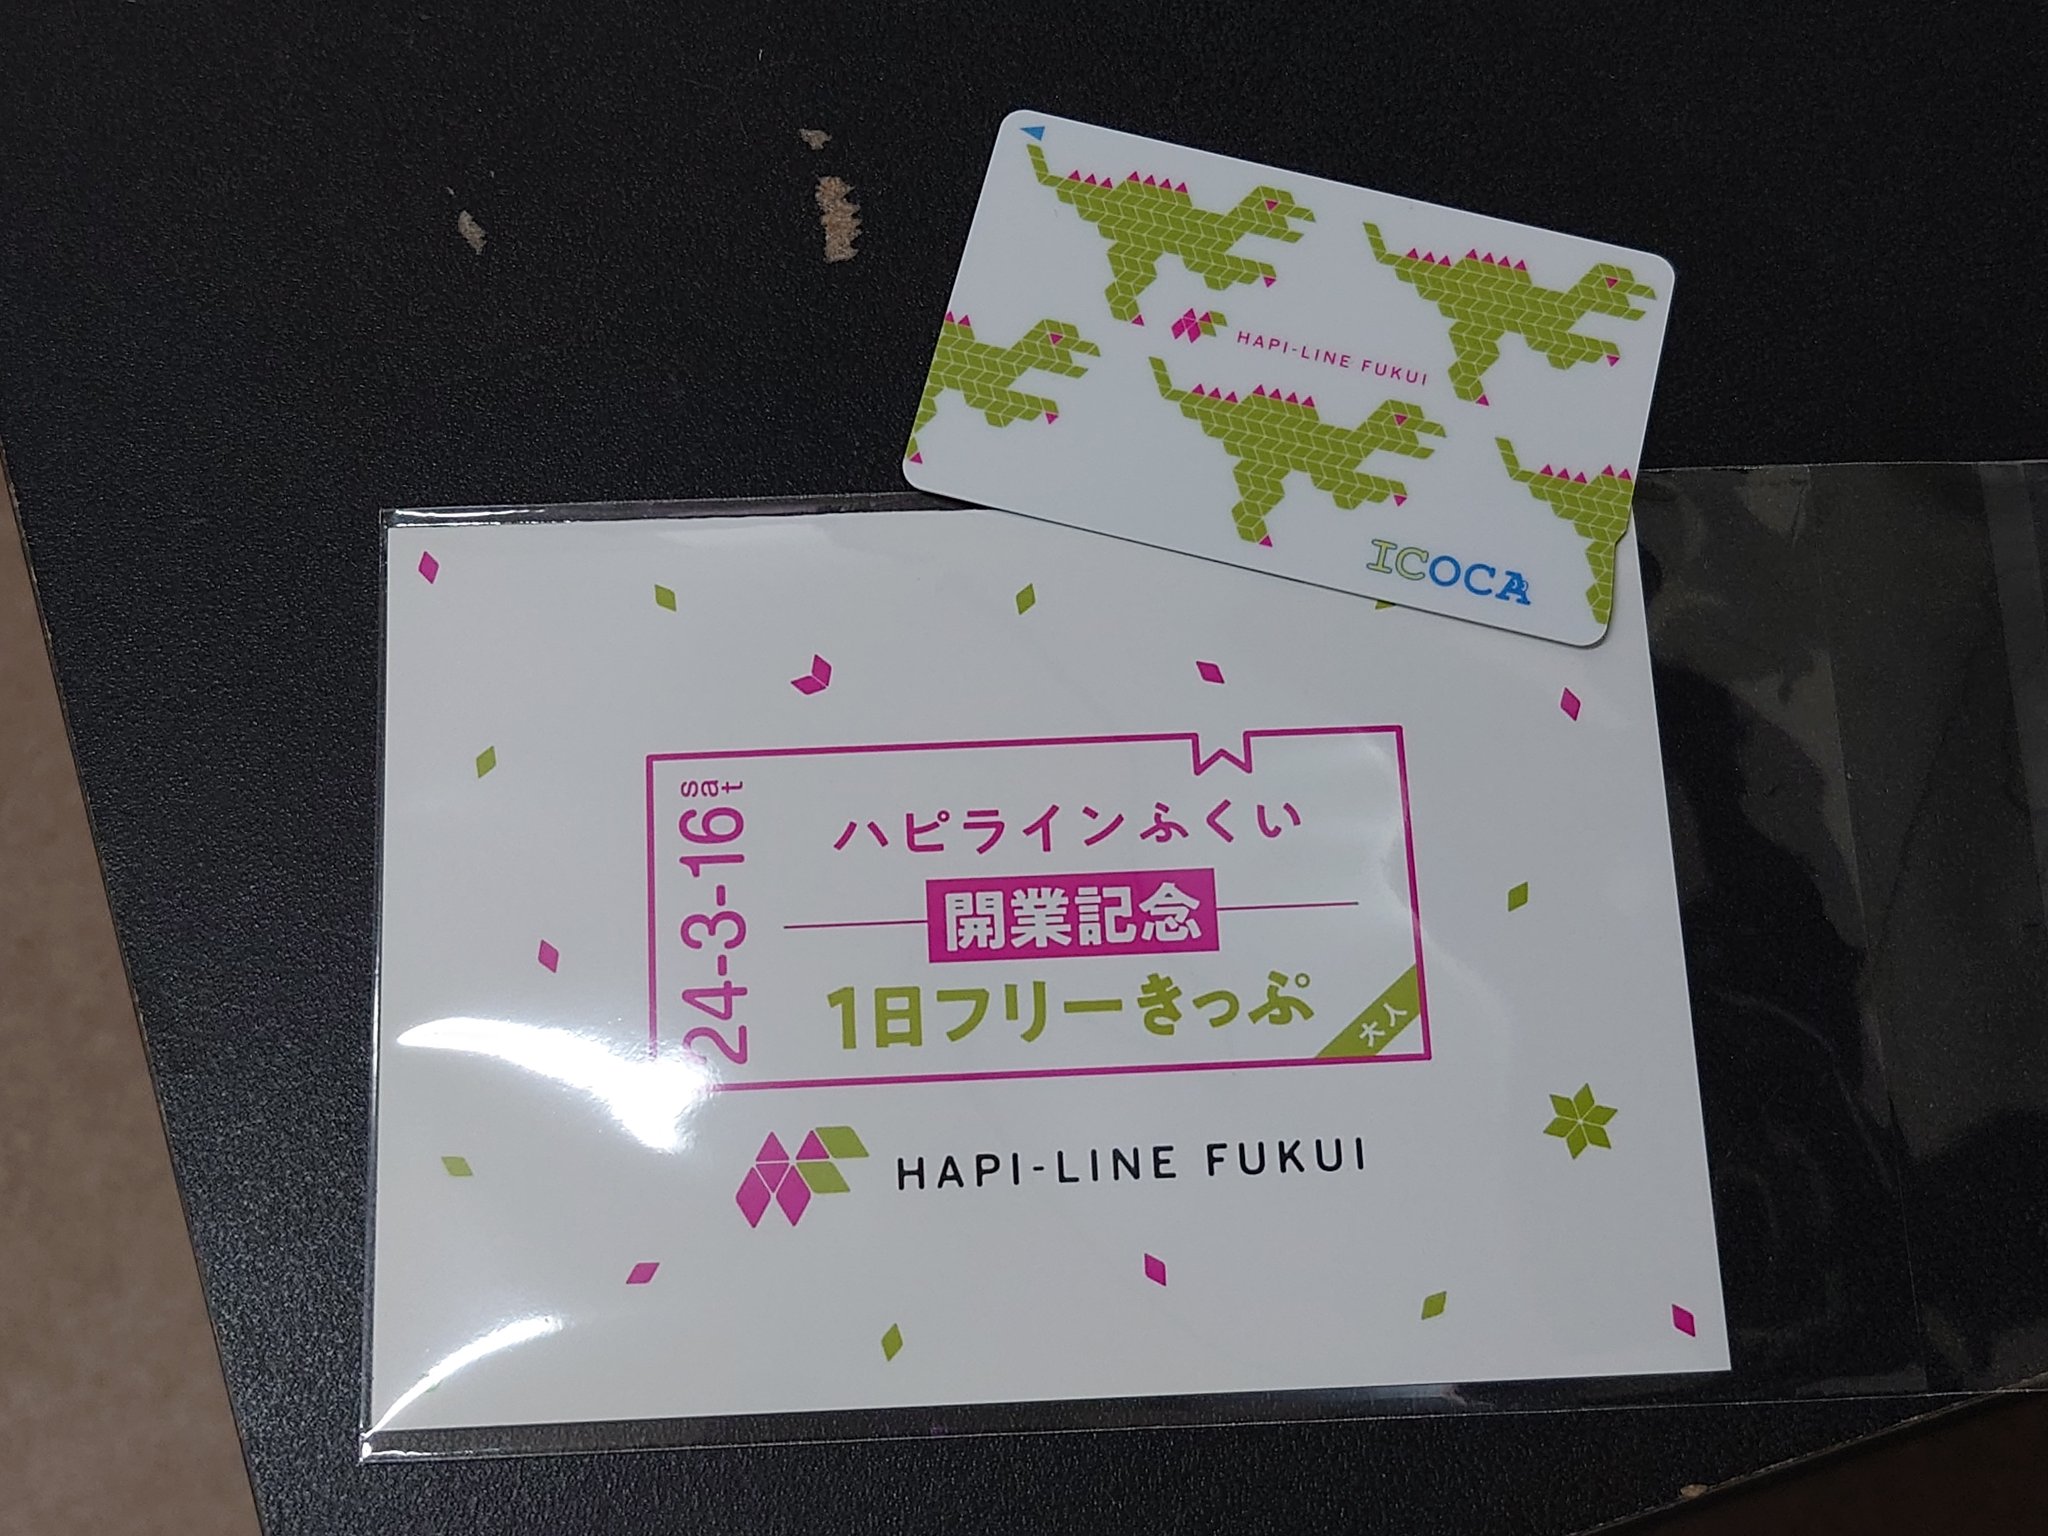 HAPI-LINE FUKUI
ICOCA
24-3-16 sat
ハピラインふくい
開業記念
1日フリーきっぷ
大人
HAPI-LINE FUKUI